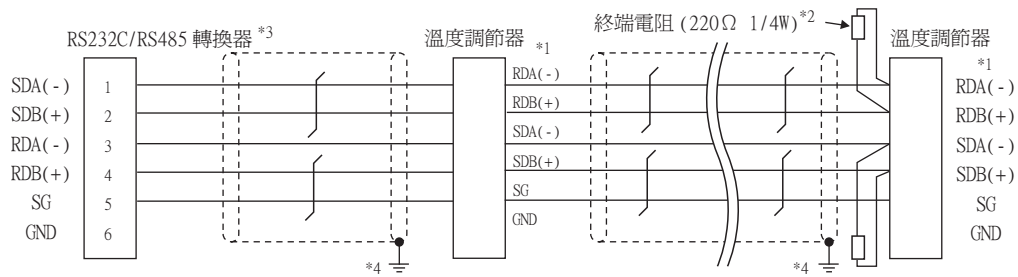 終端電阻 (220Ω 1/4W) *2
RS232C/RS485 轉換器 *3
溫度調節器
*1
溫度調節器
*1
SDA(-)
SDB(+)
RDA(-)
RDB(+)
SG
GND
1
2
3
4
5
6
RDA(-)
RDB(+)
SDA(-)
SDB(+)
SG
GND
RDA(-)
RDB(+)
SDA(-)
SDB(+)
SG
GND
*4
*4